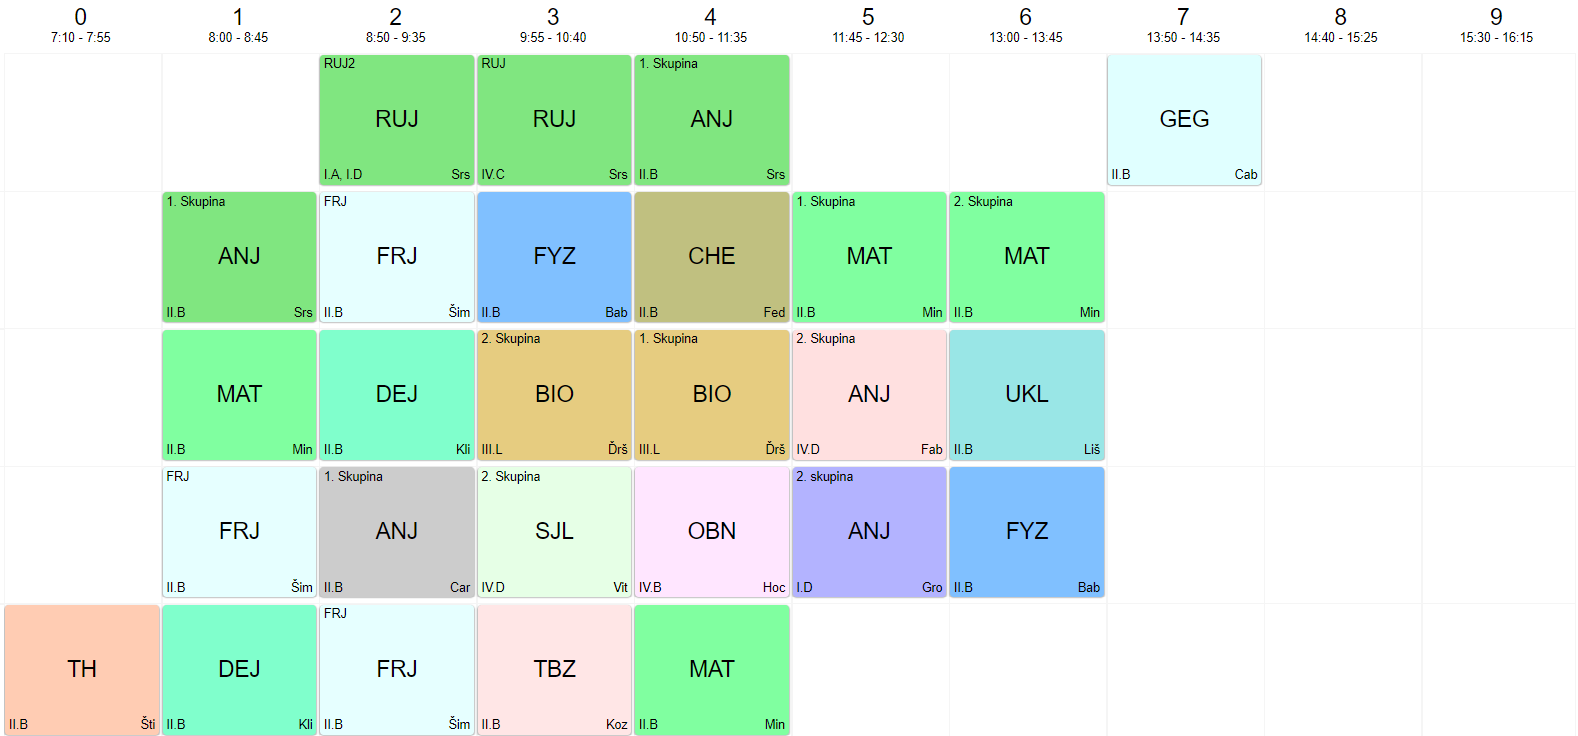 0 1 2 3 4 5 6 7 8 9
7:10 - 7:55 8:00 - 8:45 8:50 - 9:35 9:55 - 10:40 10:50 - 11:35 11:45 - 12:30 13:00 - 13:45 13:50 - 14:35 14:40 - 15:25 15:30 - 16:15
RUJ2 RUJ 1. Skupina
RUJ RUJ ANJ GEG
I.A, I.D Srs IV.C Srs II.B Srs II.B Cab
1. Skupina FRJ 1. Skupina 2. Skupina
ANJ FRJ FYZ CHE MAT MAT
II.B Srs II.B Šim II.B Bab II.B Fed II.B Min II.B Min
2. Skupina 1. Skupina 2. Skupina
MAT DEJ BIO BIO ANJ UKL
II.B Min II.B Kli III.L Ďrš III.L Ďrš IV.D Fab II.B Liš
FRJ 1. Skupina 2. Skupina 2. skupina
FRJ ANJ SJL OBN ANJ FYZ
II.B Šim II.B Car IV.D Vit IV.B Hoc I.D Gro II.B Bab
FRJ
TH DEJ FRJ TBZ MAT
II.B Šti II.B Kli II.B Šim II.B Koz II.B Min